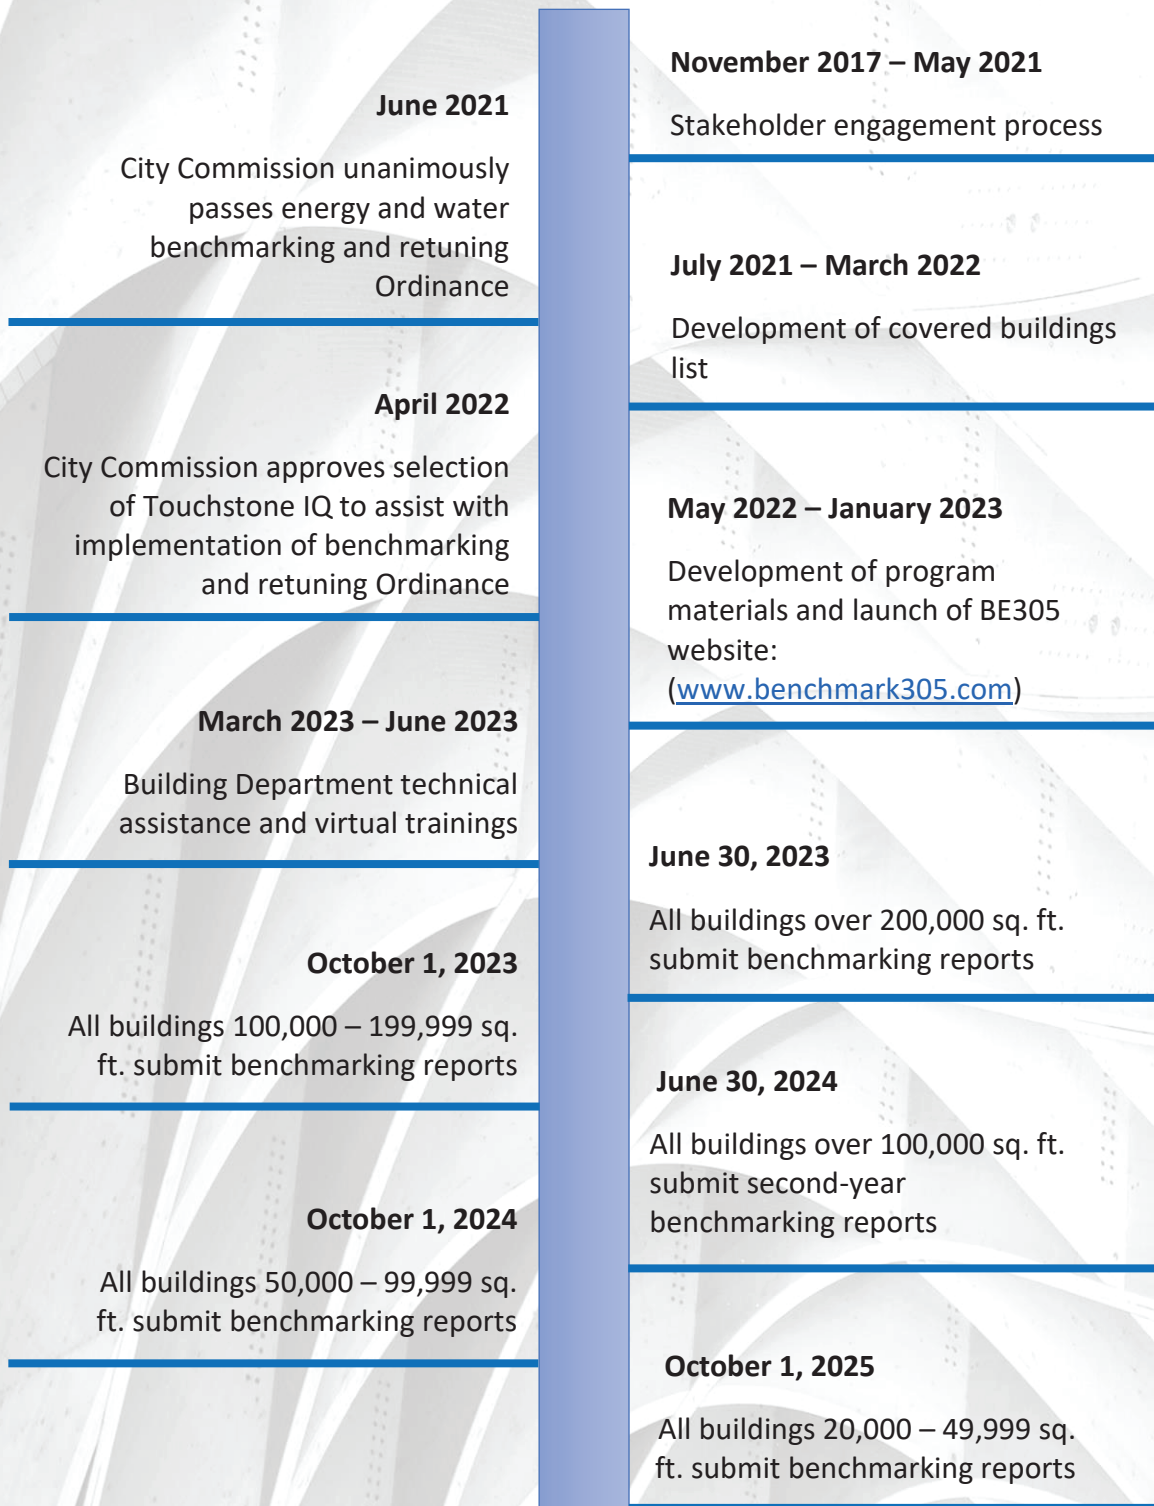 November 2017 – May 2021
Stakeholder engagement process
June 2021
City Commission unanimously
passes energy and water
benchmarking and retuning
Ordinance
July 2021 – March 2022
Development of covered buildings
list
April 2022
City Commission approves selection
of Touchstone IQ to assist with
implementation of benchmarking
and retuning Ordinance
May 2022 – January 2023
Development of program
materials and launch of BE305
website:
(www.benchmark305.com)
March 2023 – June 2023
Building Department technical
assistance and virtual trainings
June 30, 2023
All buildings over 200,000 sq. ft.
submit benchmarking reports
October 1, 2023
All buildings 100,000 – 199,999 sq.
ft. submit benchmarking reports
June 30, 2024
All buildings over 100,000 sq. ft.
submit second-year
benchmarking reports
October 1, 2024
All buildings 50,000 – 99,999 sq.
ft. submit benchmarking reports
October 1, 2025
All buildings 20,000 – 49,999 sq.
ft. submit benchmarking reports